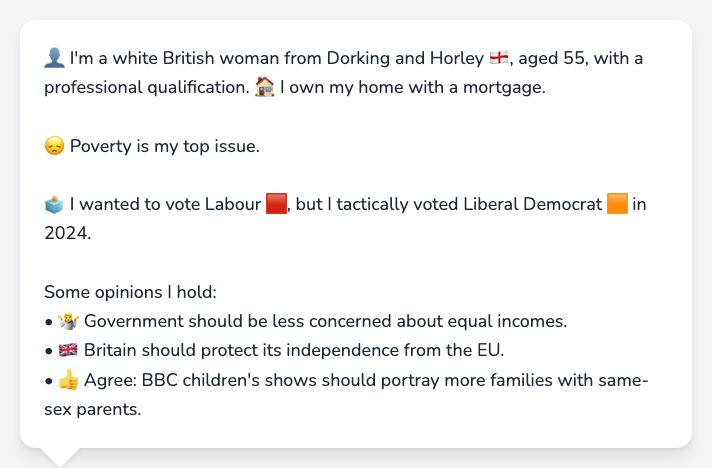 👤 I'm a white British woman from Dorking and Horley 🏴󠁧󠁢󠁥󠁮󠁧󠁿, aged 55, with a
professional qualification. 🏠 I own my home with a mortgage.
😞 Poverty is my top issue.
🗳️ I wanted to vote Labour 🟥, but I tactically voted Liberal Democrat 🟧 in
2024.
Some opinions I hold:
• 🤷 Government should be less concerned about equal incomes.
• 🇬🇧 Britain should protect its independence from the EU.
• 👍 Agree: BBC children's shows should portray more families with same-
sex parents.